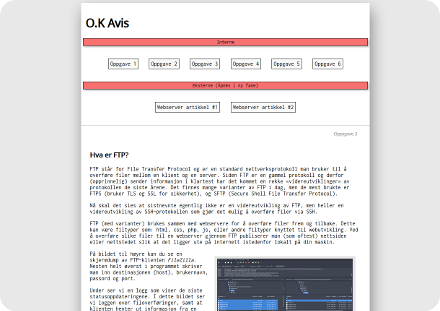 O.K Avis
Interne
Oppgave 1 Oppgave 2 Oppgave 3 Oppgave 4 Oppgave 5 Oppgave 6
Eksterne (Åpnes i ny fane)
Webserver artikkel #1 Webserver artikkel #2
Oppgave 3
Hva er FTP?
FTP står for File Transfer Protocol og er en standard nettverksprotokoll man bruker til å
overføre filer mellom en klient og en server. Siden FTP er en gammel protokoll og derfor
(opprinnelig) sender informasjon i klartext har det kommet en rekke «videreutviklinger» av
protokollen de siste årene. Det finnes mange varianter av FTP i dag, men de mest brukte er
FTPS (bruker TLS og SSL for sikkerhet), og SFTP (Secure Shell File Transfer Protocol).
Nå skal det sies at sistnevnte egentlig ikke er en videreutvikling av FTP, men heller en
videreutvikling av SSH-protokollen som gjør det mulig å overføre filer via SSH.
FTP (med varianter) brukes sammen med webservere for å overføre filer frem og tilbake. Dette
kan være filtyper som html, css, php, js, eller andre filtyper knyttet til webutvikling. Ved
å overføre slike filer til en webserver gjennom FTP publiserer man (som oftest) nettsiden
eller nettstedet slik at det ligger ute på internett istedenfor lokalt på din maskin.
På bildet til høyre kan du se en
skjermdump av FTP-klienten FileZilla.
Nesten helt øverst i programmet skriver
man inn destinasjonen (host), brukernavn,
passord og port.
Under ser vi en logg som viser de siste
statusoppdateringene. I dette bildet ser
vi loggen over filoverføringer, samt at
klienten henter ut informasjon fra en